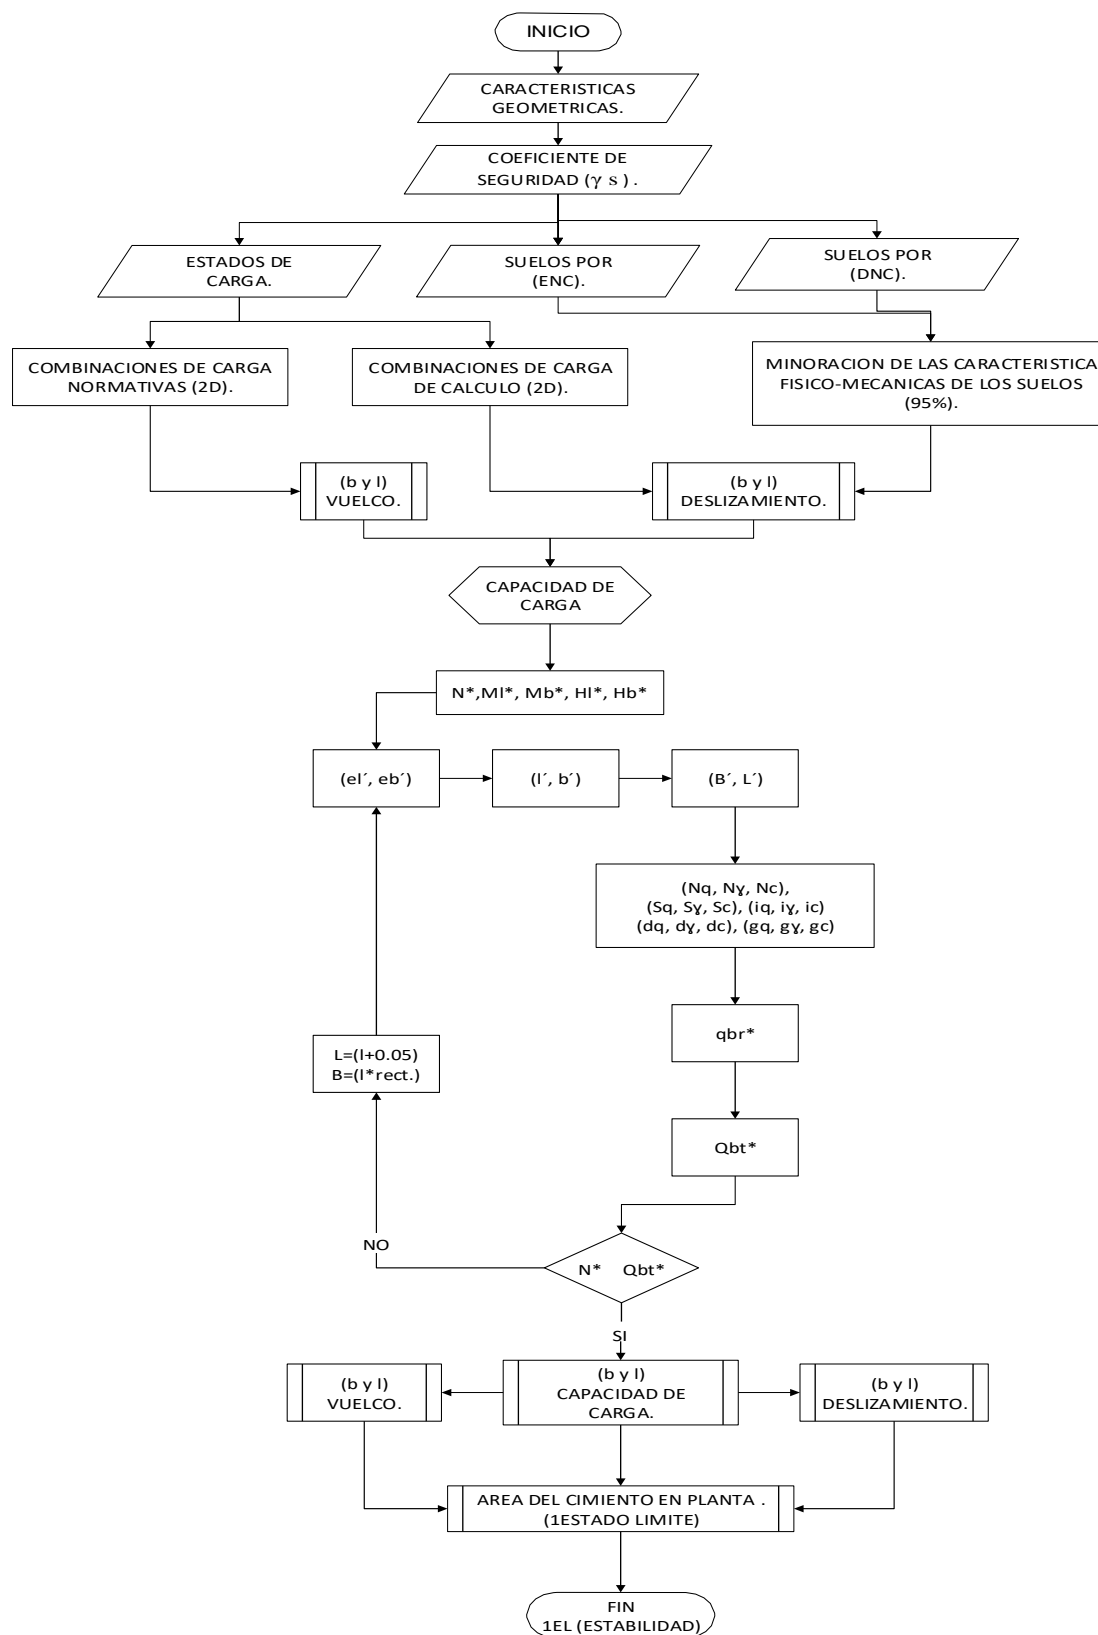 INICIO
CARACTERISTICAS
GEOMETRICAS.
COEFICIENTE DE
SEGURIDAD (γ s ) .
ESTADOS DE
CARGA.
SUELOS POR
(ENC).
SUELOS POR
(DNC).
COMBINACIONES DE CARGA
NORMATIVAS (2D).
COMBINACIONES DE CARGA
DE CALCULO (2D).
MINORACION DE LAS CARACTERISTICA
FISICO-MECANICAS DE LOS SUELOS
(95%).
(b y l)
VUELCO.
(b y l)
DESLIZAMIENTO.
CAPACIDAD DE
CARGA
N*,Ml*, Mb*, Hl*, Hb*
(el´, eb´)
(l´, b´)
(B´, L´)
(Nq, Nɣ, Nc),
(Sq, Sɣ, Sc), (iq, iɣ, ic)
(dq, dɣ, dc), (gq, gɣ, gc)
qbr*
L=(l+0.05)
B=(l*rect.)
Qbt*
NO
N* Qbt*
SI
(b y l)
VUELCO.
(b y l)
CAPACIDAD DE
CARGA.
(b y l)
DESLIZAMIENTO.
AREA DEL CIMIENTO EN PLANTA .
(1ESTADO LIMITE)
FIN
1EL (ESTABILIDAD)